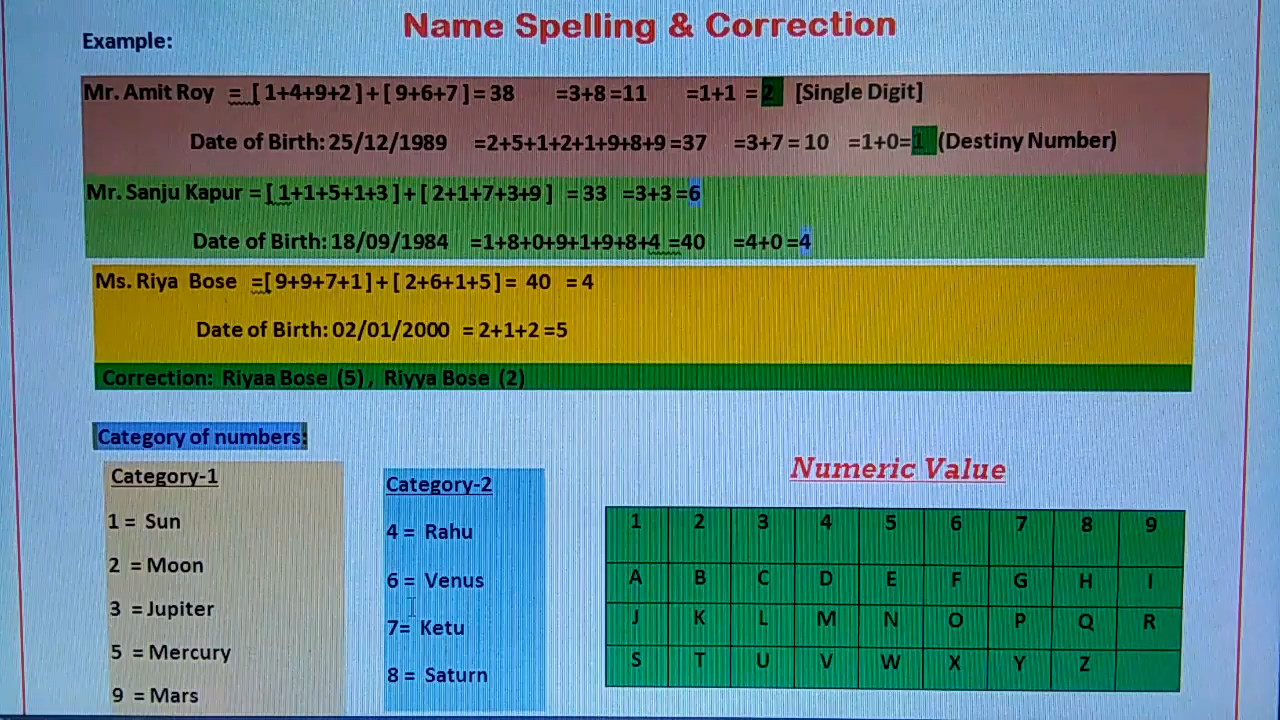 Name Spelling & Correction
Example:
Mr. Amit Roy = [ 1+4+9+2 ] + [ 9+6+7 ] = 38 =3+8 =11 =1+1 = 2 [Single Digit]
Date of Birth: 25/12/1989 =2+5+1+2+1+9+8+9 =37 =3+7 = 10 =1+0= 1 (Destiny Number)
Mr. Sanju Kapur = [ 1+1+5+1+3 ] + [ 2+1+7+3+9 ] = 33 =3+3 =6
Date of Birth: 18/09/1984 =1+8+0+9+1+9+8+4 =40 =4+0 =4
Ms. Riya Bose =[ 9+9+7+1 ] + [ 2+6+1+5 ] = 40 = 4
Date of Birth: 02/01/2000 = 2+1+2 =5
Correction: Riyaa Bose (5) , Riyya Bose (2)
Category of numbers:
Category-1
1 = Sun
2 = Moon
3 = Jupiter
5 = Mercury
9 = Mars
Category-2
4 = Rahu
6 = Venus
7= Ketu
8 = Saturn
Numeric Value
1 2 3 4 5 6 7 8 9
A B C D E F G H I
J K L M N O P Q R
S T U V W X Y Z